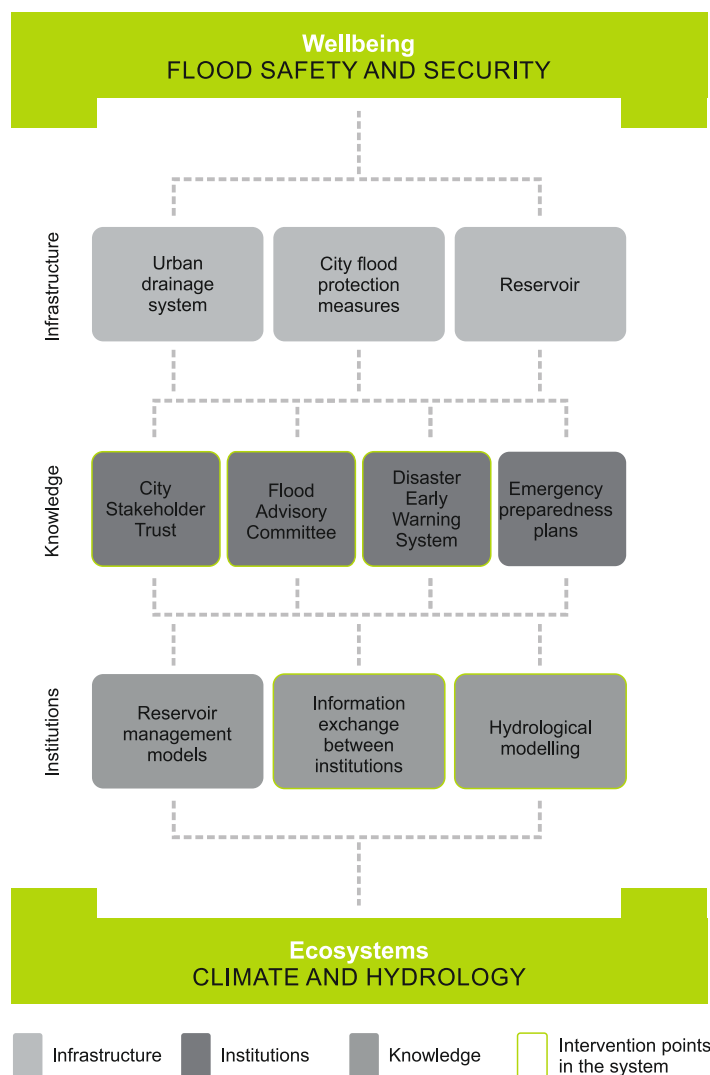 Wellbeing
FLOOD SAFETY AND SECURITY
Infrastructure
Urban
drainage
system
City flood
protection
measures
Reservoir
Knowledge
City
Stakeholder
Trust
Flood
Advisory
Committee
Disaster
Early
Warning
System
Emergency
preparedness
plans
Institutions
Reservoir
management
models
Information
exchange
between
institutions
Hydrological
modelling
Ecosystems
CLIMATE AND HYDROLOGY
Infrastructure
Institutions
Knowledge
Intervention points
in the system